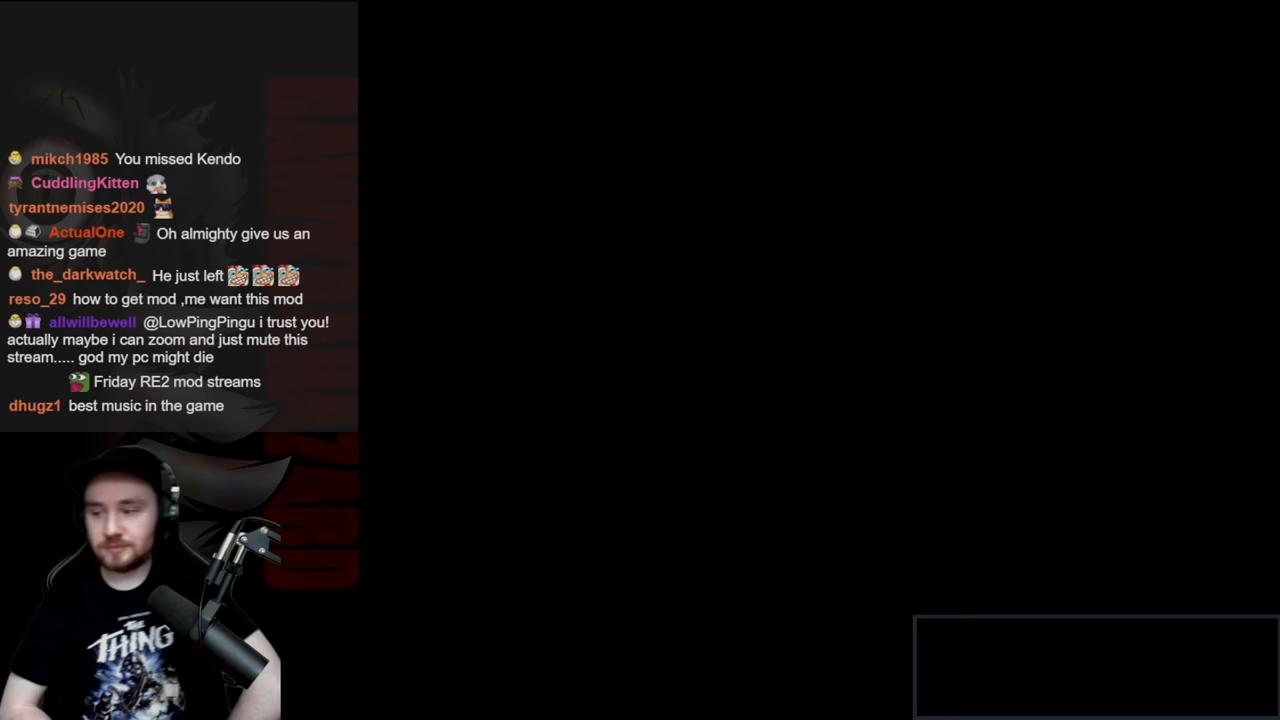 mikch1985 You missed Kendo
CuddlingKitten
tyrantnemises2020
ActualOne Oh almighty give us an
amazing game
the_darkwatch_ He just left
reso_29 how to get mod ,me want this mod
allwillbewell @LowPingPingu i trust you!
actually maybe i can zoom and just mute this
stream..... god my pc might die
Friday RE2 mod streams
dhugz1 best music in the game
THE
THING